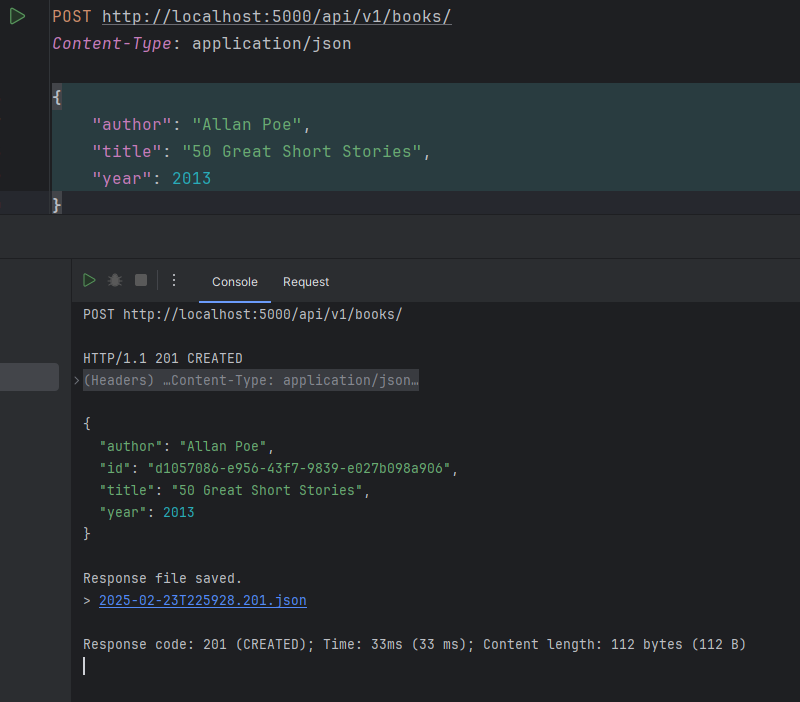 POST http://localhost:5000/api/v1/books/
Content-Type: application/json
{
"author": "Allan Poe",
"title": "50 Great Short Stories",
"year": 2013
}
Console Request
POST http://localhost:5000/api/v1/books/
HTTP/1.1 201 CREATED
(Headers) …Content-Type: application/json…
{
"author": "Allan Poe",
"id": "d1057086-e956-43f7-9839-e027b098a906",
"title": "50 Great Short Stories",
"year": 2013
}
Response file saved.
> 2025-02-23T225928.201.json
Response code: 201 (CREATED); Time: 33ms (33 ms); Content length: 112 bytes (112 B)